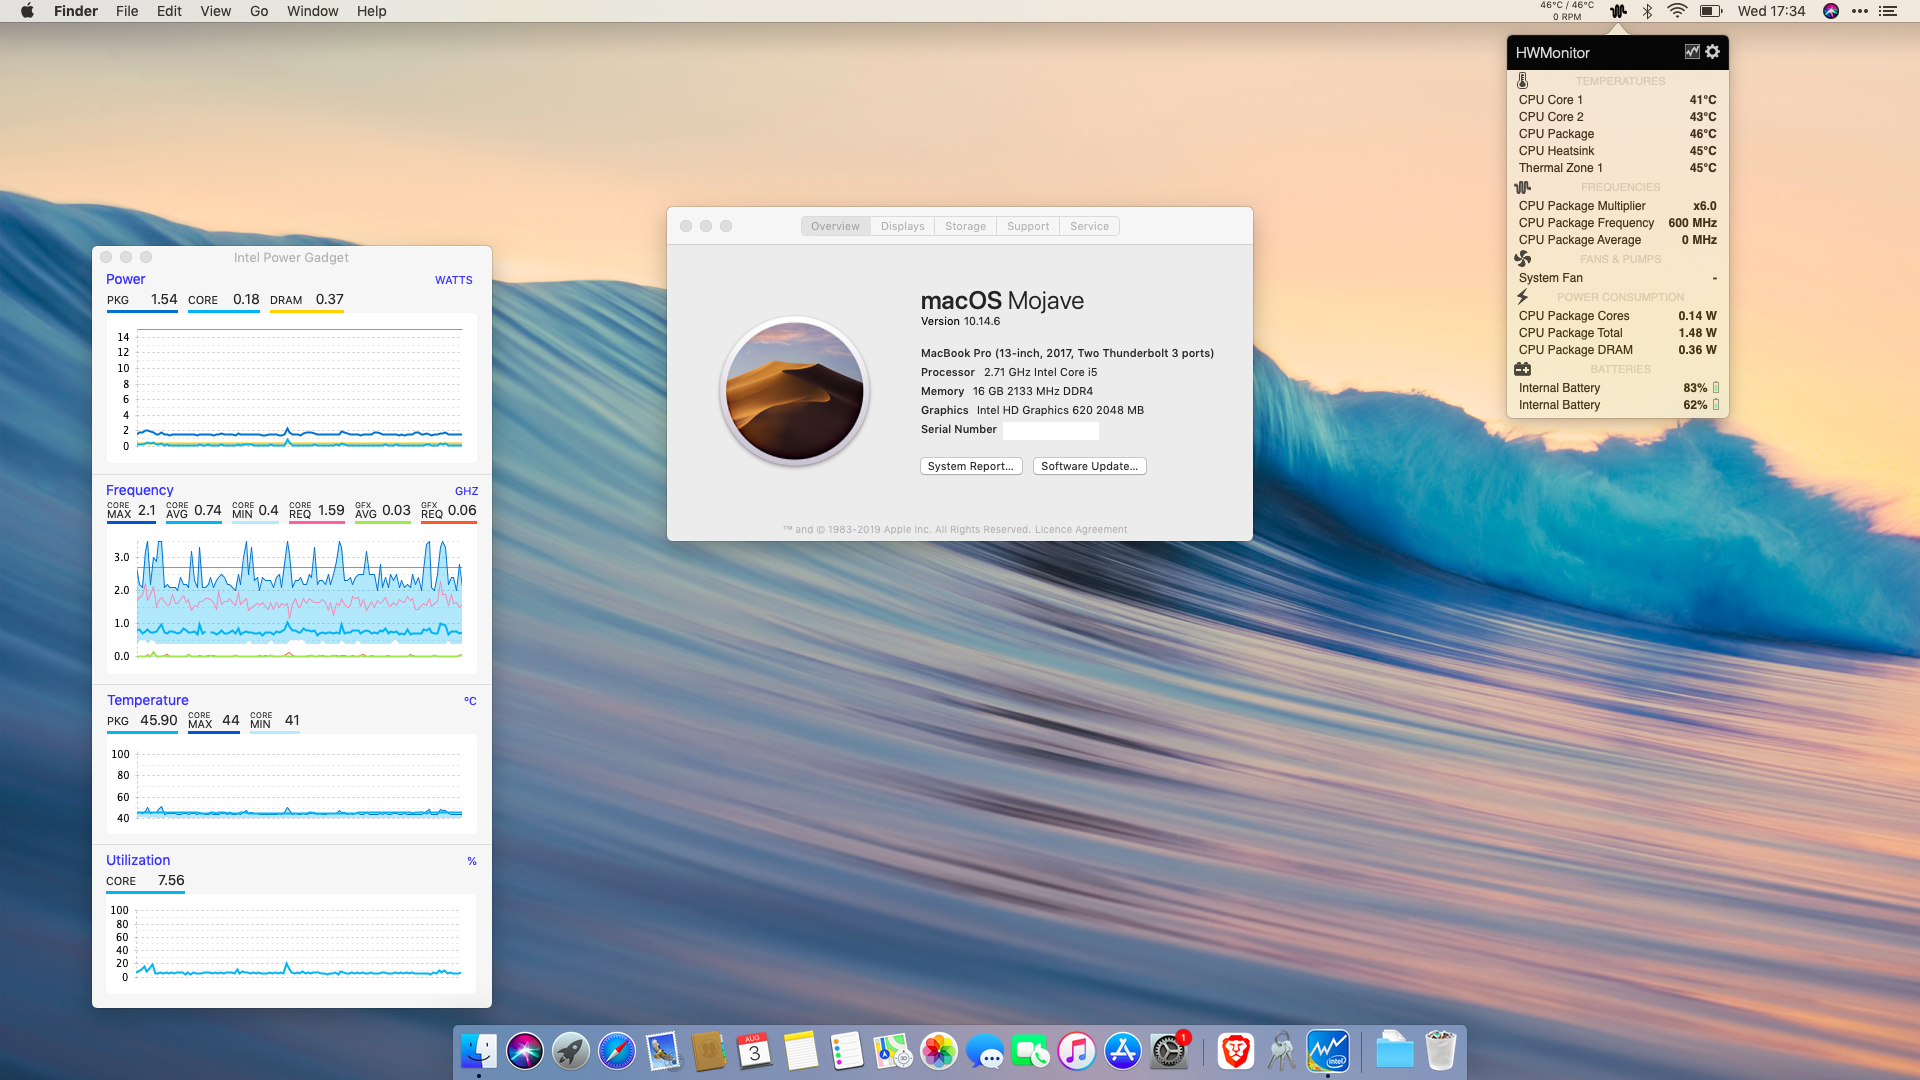 Finder File Edit View Go Window Help
46°C / 46°C
0 RPM
Wed 17:34
HWMonitor
TEMPERATURES
CPU Core 1 41°C
CPU Core 2 43°C
CPU Package 46°C
CPU Heatsink 45°C
Thermal Zone 1 45°C
FREQUENCIES
CPU Package Multiplier x6.0
CPU Package Frequency 600 MHz
CPU Package Average 0 MHz
FANS & PUMPS
System Fan -
POWER CONSUMPTION
CPU Package Cores 0.14 W
CPU Package Total 1.48 W
CPU Package DRAM 0.36 W
BATTERIES
Internal Battery 83%
Internal Battery 62%
Overview Displays Storage Support Service
macOS Mojave
Version 10.14.6
MacBook Pro (13-inch, 2017, Two Thunderbolt 3 ports)
Processor 2.71 GHz Intel Core i5
Memory 16 GB 2133 MHz DDR4
Graphics Intel HD Graphics 620 2048 MB
Serial Number
System Report... Software Update...
™ and © 1983-2019 Apple Inc. All Rights Reserved. Licence Agreement
Intel Power Gadget
Power WATTS
PKG 1.54 CORE 0.18 DRAM 0.37
14
12
10
8
6
4
2
0
Frequency GHZ
CORE MAX 2.1 CORE AVG 0.74 CORE MIN 0.4 CORE REQ 1.59 GFX AVG 0.03 GFX REQ 0.06
3.0
2.0
1.0
0.0
Temperature °C
PKG 45.90 CORE MAX 44 CORE MIN 41
100
80
60
40
Utilization %
CORE 7.56
100
80
60
40
20
0
AUG
3
3D
1
intel